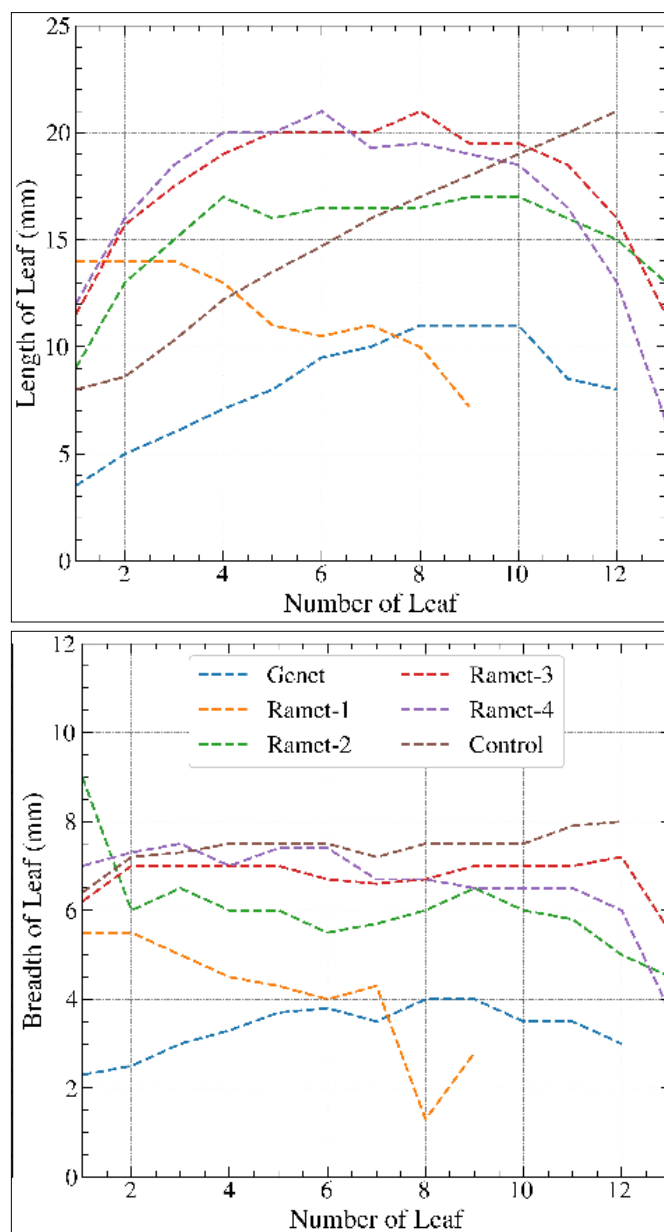 25
20
15
10
5
0
Length of Leaf (mm)
2 4 6 8 10 12
Number of Leaf
12
10
8
6
4
2
0
Breadth of Leaf (mm)
Genet
Ramet-1
Ramet-2
Ramet-3
Ramet-4
Control
2 4 6 8 10 12
Number of Leaf